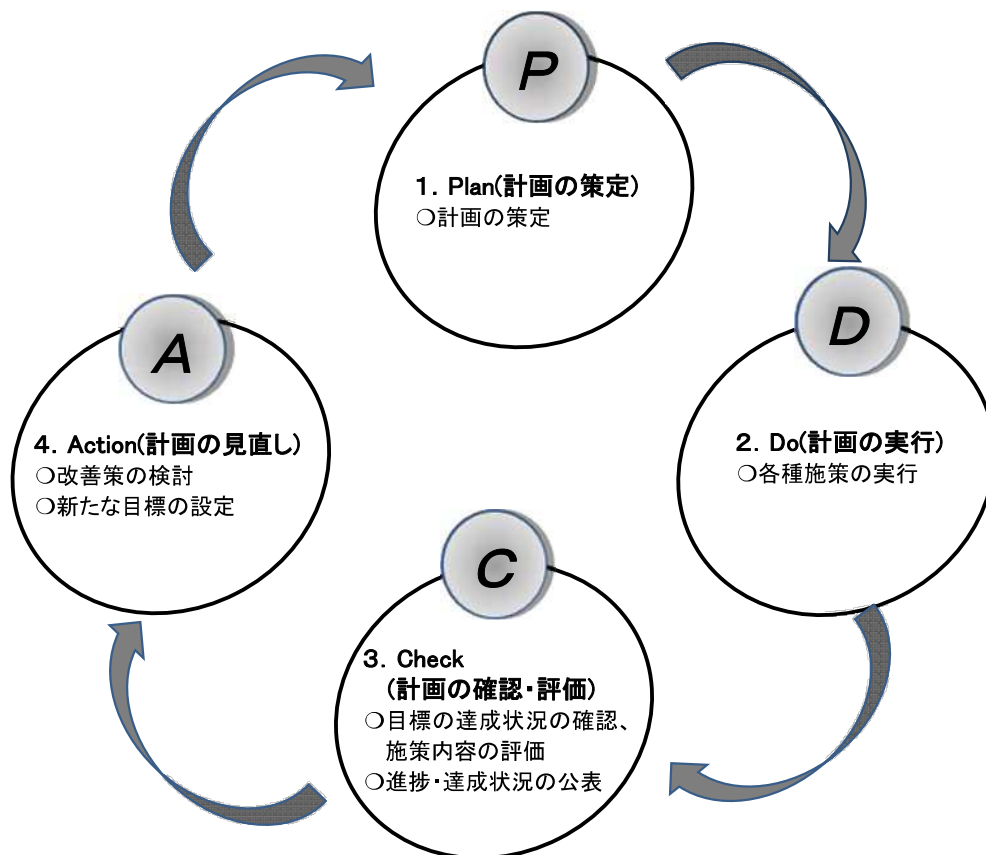 P
1. Plan(計画の策定)
○計画の策定
D
2. Do(計画の実行)
○各種施策の実行
C
3. Check
(計画の確認・評価)
○目標の達成状況の確認、
施策内容の評価
○進捗・達成状況の公表
A
4. Action(計画の見直し)
○改善策の検討
○新たな目標の設定